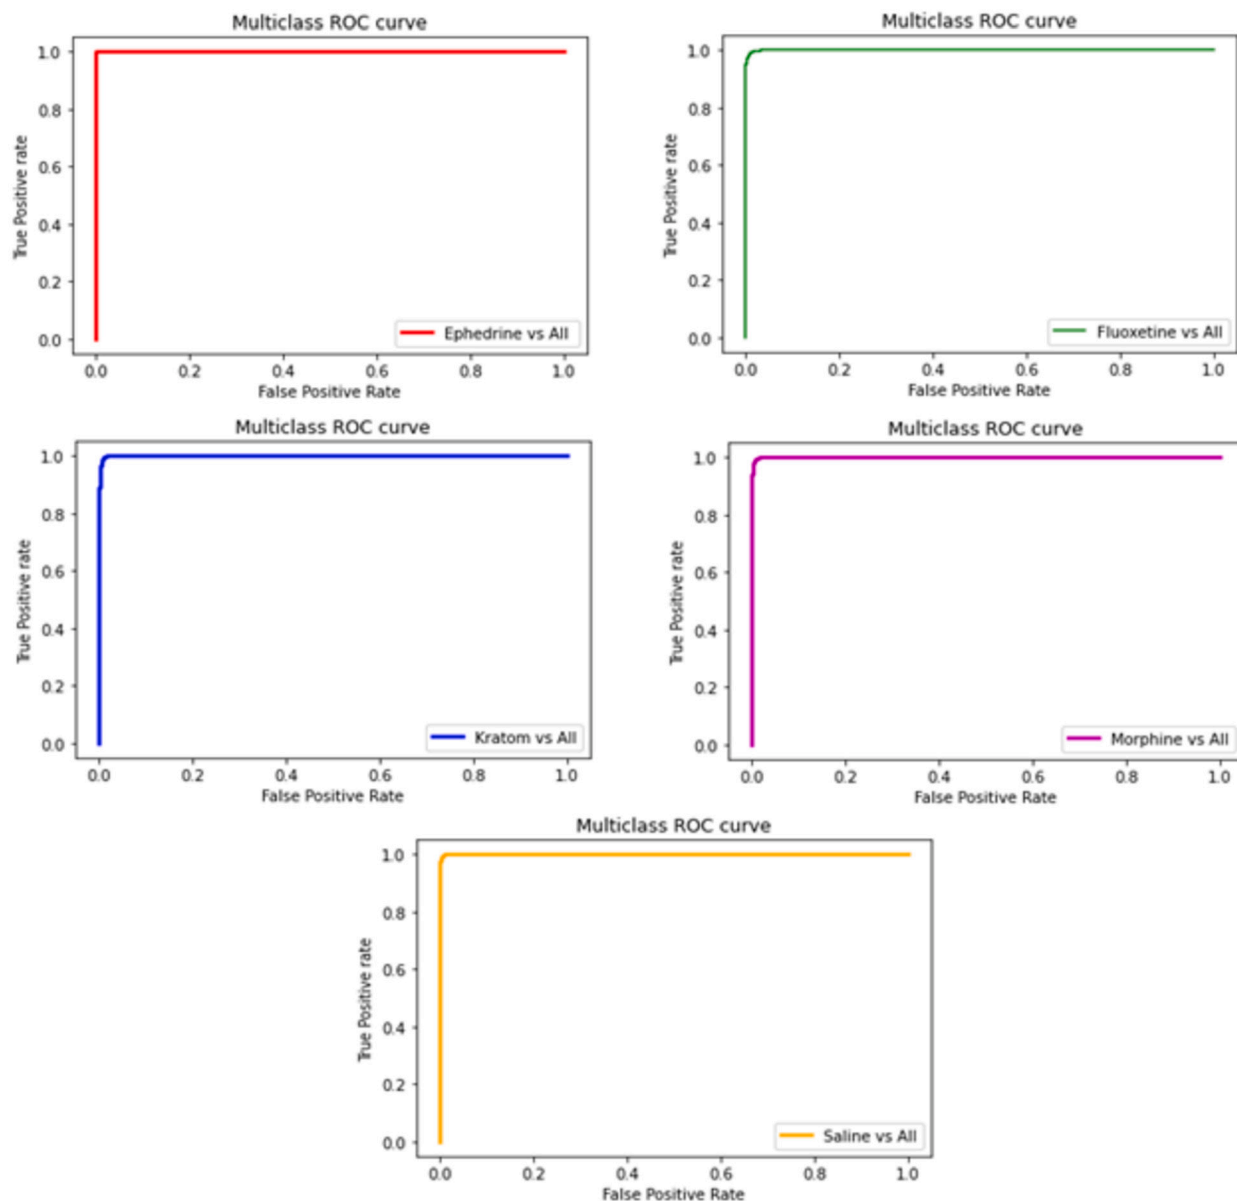 Multiclass ROC curve
True Positive rate
1.0
0.8
0.6
0.4
0.2
0.0
Ephedrine vs All
0.0 0.2 0.4 0.6 0.8 1.0
False Positive Rate
Multiclass ROC curve
True Positive rate
1.0
0.8
0.6
0.4
0.2
0.0
Fluoxetine vs All
0.0 0.2 0.4 0.6 0.8 1.0
False Positive Rate
Multiclass ROC curve
True Positive rate
1.0
0.8
0.6
0.4
0.2
0.0
Kratom vs All
0.0 0.2 0.4 0.6 0.8 1.0
False Positive Rate
Multiclass ROC curve
True Positive rate
1.0
0.8
0.6
0.4
0.2
0.0
Morphine vs All
0.0 0.2 0.4 0.6 0.8 1.0
False Positive Rate
Multiclass ROC curve
True Positive rate
1.0
0.8
0.6
0.4
0.2
0.0
Saline vs All
0.0 0.2 0.4 0.6 0.8 1.0
False Positive Rate